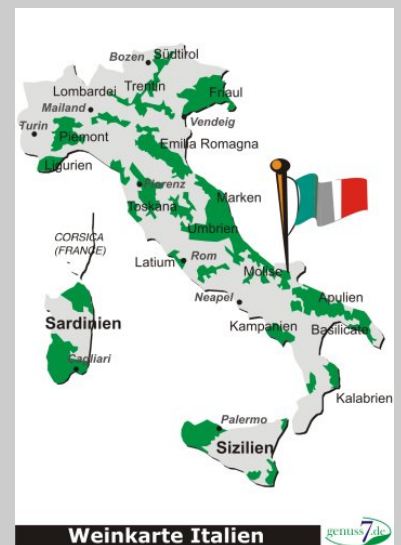 Bozen
Südtirol
Lombardei
Trentin
Friaul
Mailand
Vendeig
Turin
Piemont
Emilia Romagna
Ligurien
Florenz
Toskana
Marken
Umbrien
CORSICA
(FRANCE)
Latium
Rom
Molise
Neapel
Apulien
Sardinien
Kampanien
Basilicate
Cagliari
Kalabrien
Palermo
Sizilien
Weinkarte Italien
genuss7.de